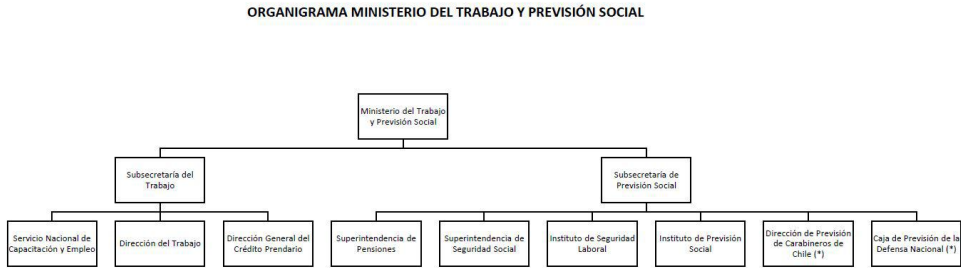 ORGANIGRAMA MINISTERIO DEL TRABAJO Y PREVISIÓN SOCIAL
Ministerio del Trabajo
y Previsión Social
Subsecretaría del
Trabajo
Subsecretaría de
Previsión Social
Servicio Nacional de
Capacitación y Empleo
Dirección del Trabajo
Dirección General del
Crédito Prendario
Superintendencia de
Pensiones
Superintendencia de
Seguridad Social
Instituto de Seguridad
Laboral
Instituto de Previsión
Social
Dirección de Previsión
de Carabineros de
Chile (*)
Caja de Previsión de la
Defensa Nacional (*)